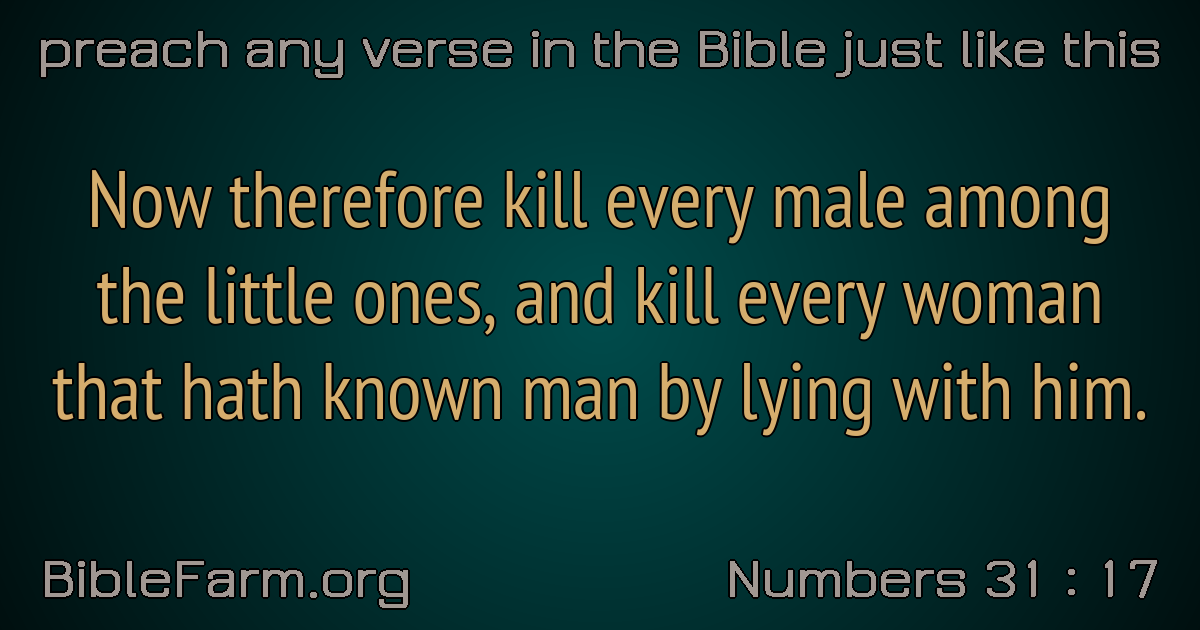 preach any verse in the Bible just like this
Now therefore kill every male among
the little ones, and kill every woman
that hath known man by lying with him.
BibleFarm.org
Numbers 31 : 17